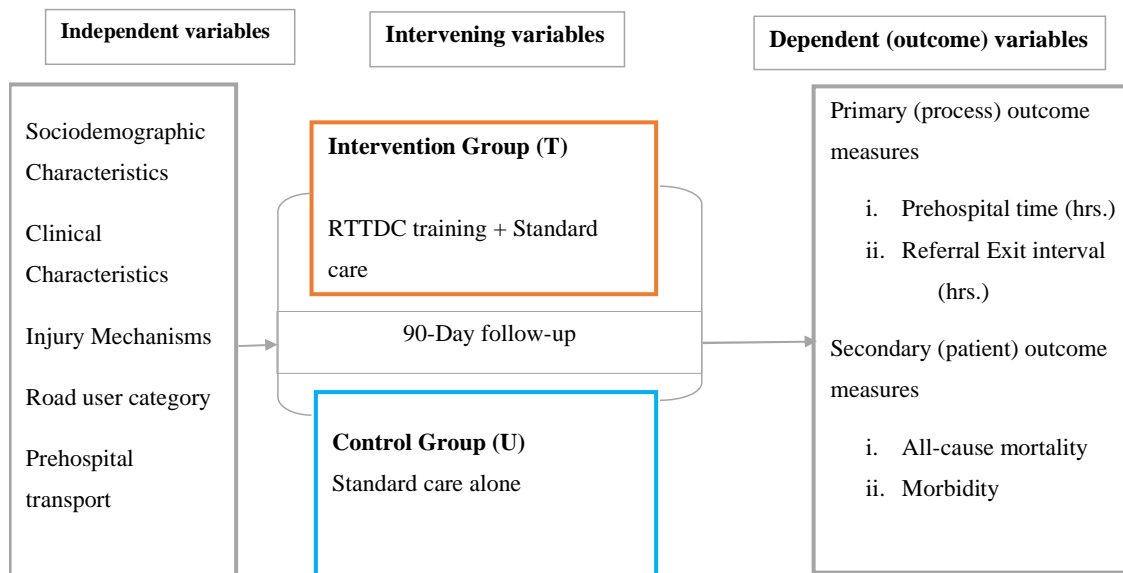 Independent variables
Intervening variables
Dependent (outcome) variables
Sociodemographic
Characteristics
Clinical
Characteristics
Injury Mechanisms
Road user category
Prehospital
transport
Intervention Group (T)
RTTDC training + Standard
care
90-Day follow-up
Control Group (U)
Standard care alone
Primary (process) outcome
measures
i. Prehospital time (hrs.)
ii. Referral Exit interval
(hrs.)
Secondary (patient) outcome
measures
i. All-cause mortality
ii. Morbidity